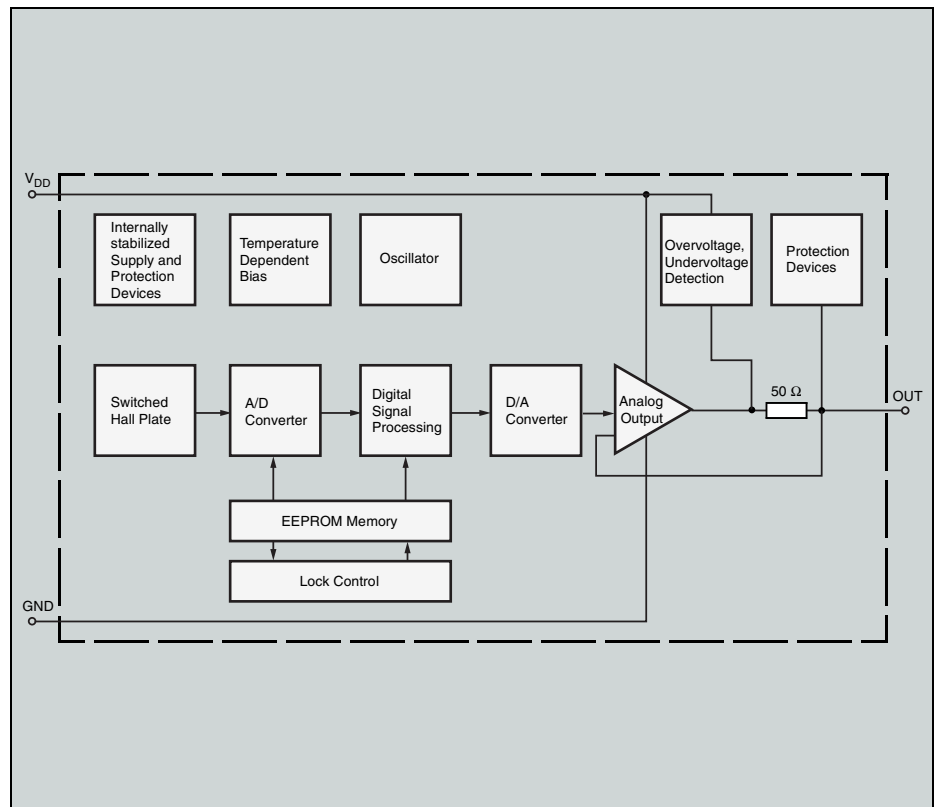 VDD
Internally
stabilized
Supply and
Protection
Devices
Temperature
Dependent
Bias
Oscillator
Overvoltage,
Undervoltage
Detection
Protection
Devices
Switched
Hall Plate
A/D
Converter
Digital
Signal
Processing
D/A
Converter
Analog
Output
50 Ω
OUT
EEPROM Memory
Lock Control
GND